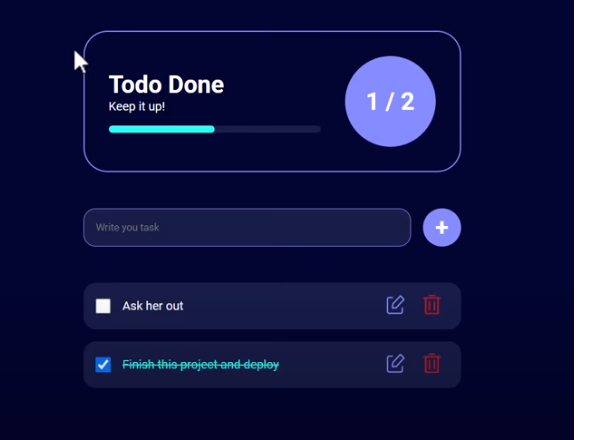 Todo Done
Keep it up!
1 / 2
Write you task
+
Ask her out
Finish this project and deploy